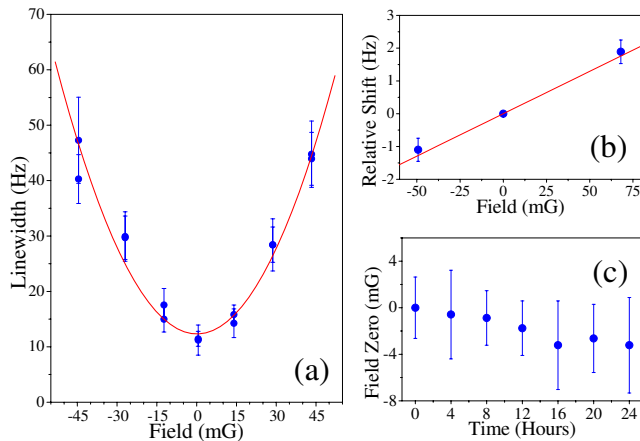 70
60
50
40
30
20
10
0
Linewidth (Hz)
-45 -30 -15 0 15 30 45
Field (mG)
(a)
3
2
1
0
-1
-2
Relative Shift (Hz)
-50 -25 0 25 50 75
Field (mG)
(b)
4
0
-4
-8
Field Zero (mG)
0 4 8 12 16 20 24
Time (Hours)
(c)